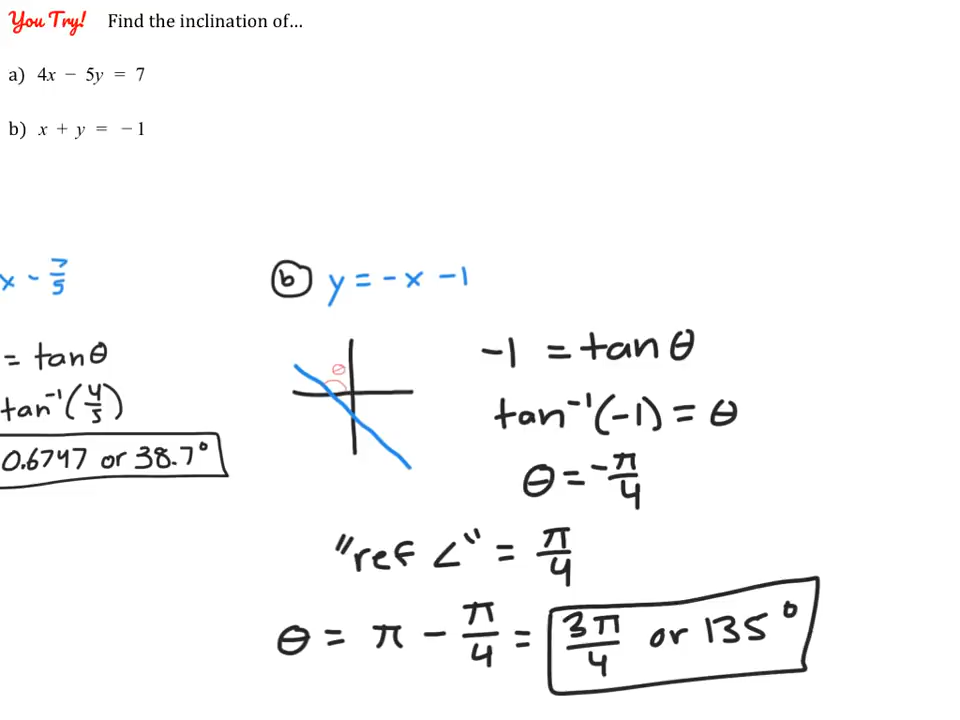 You Try! Find the inclination of...
a) 4x − 5y = 7
b) x + y = −1
x - 7/5
= tanθ
tan⁻¹(4/5)
0.6747 or 38.7°
ⓑ y = -x -1
θ
-1 = tanθ
tan⁻¹(-1) = θ
θ = -π/4
"ref ∠" = π/4
θ = π - π/4 = 3π/4 or 135°